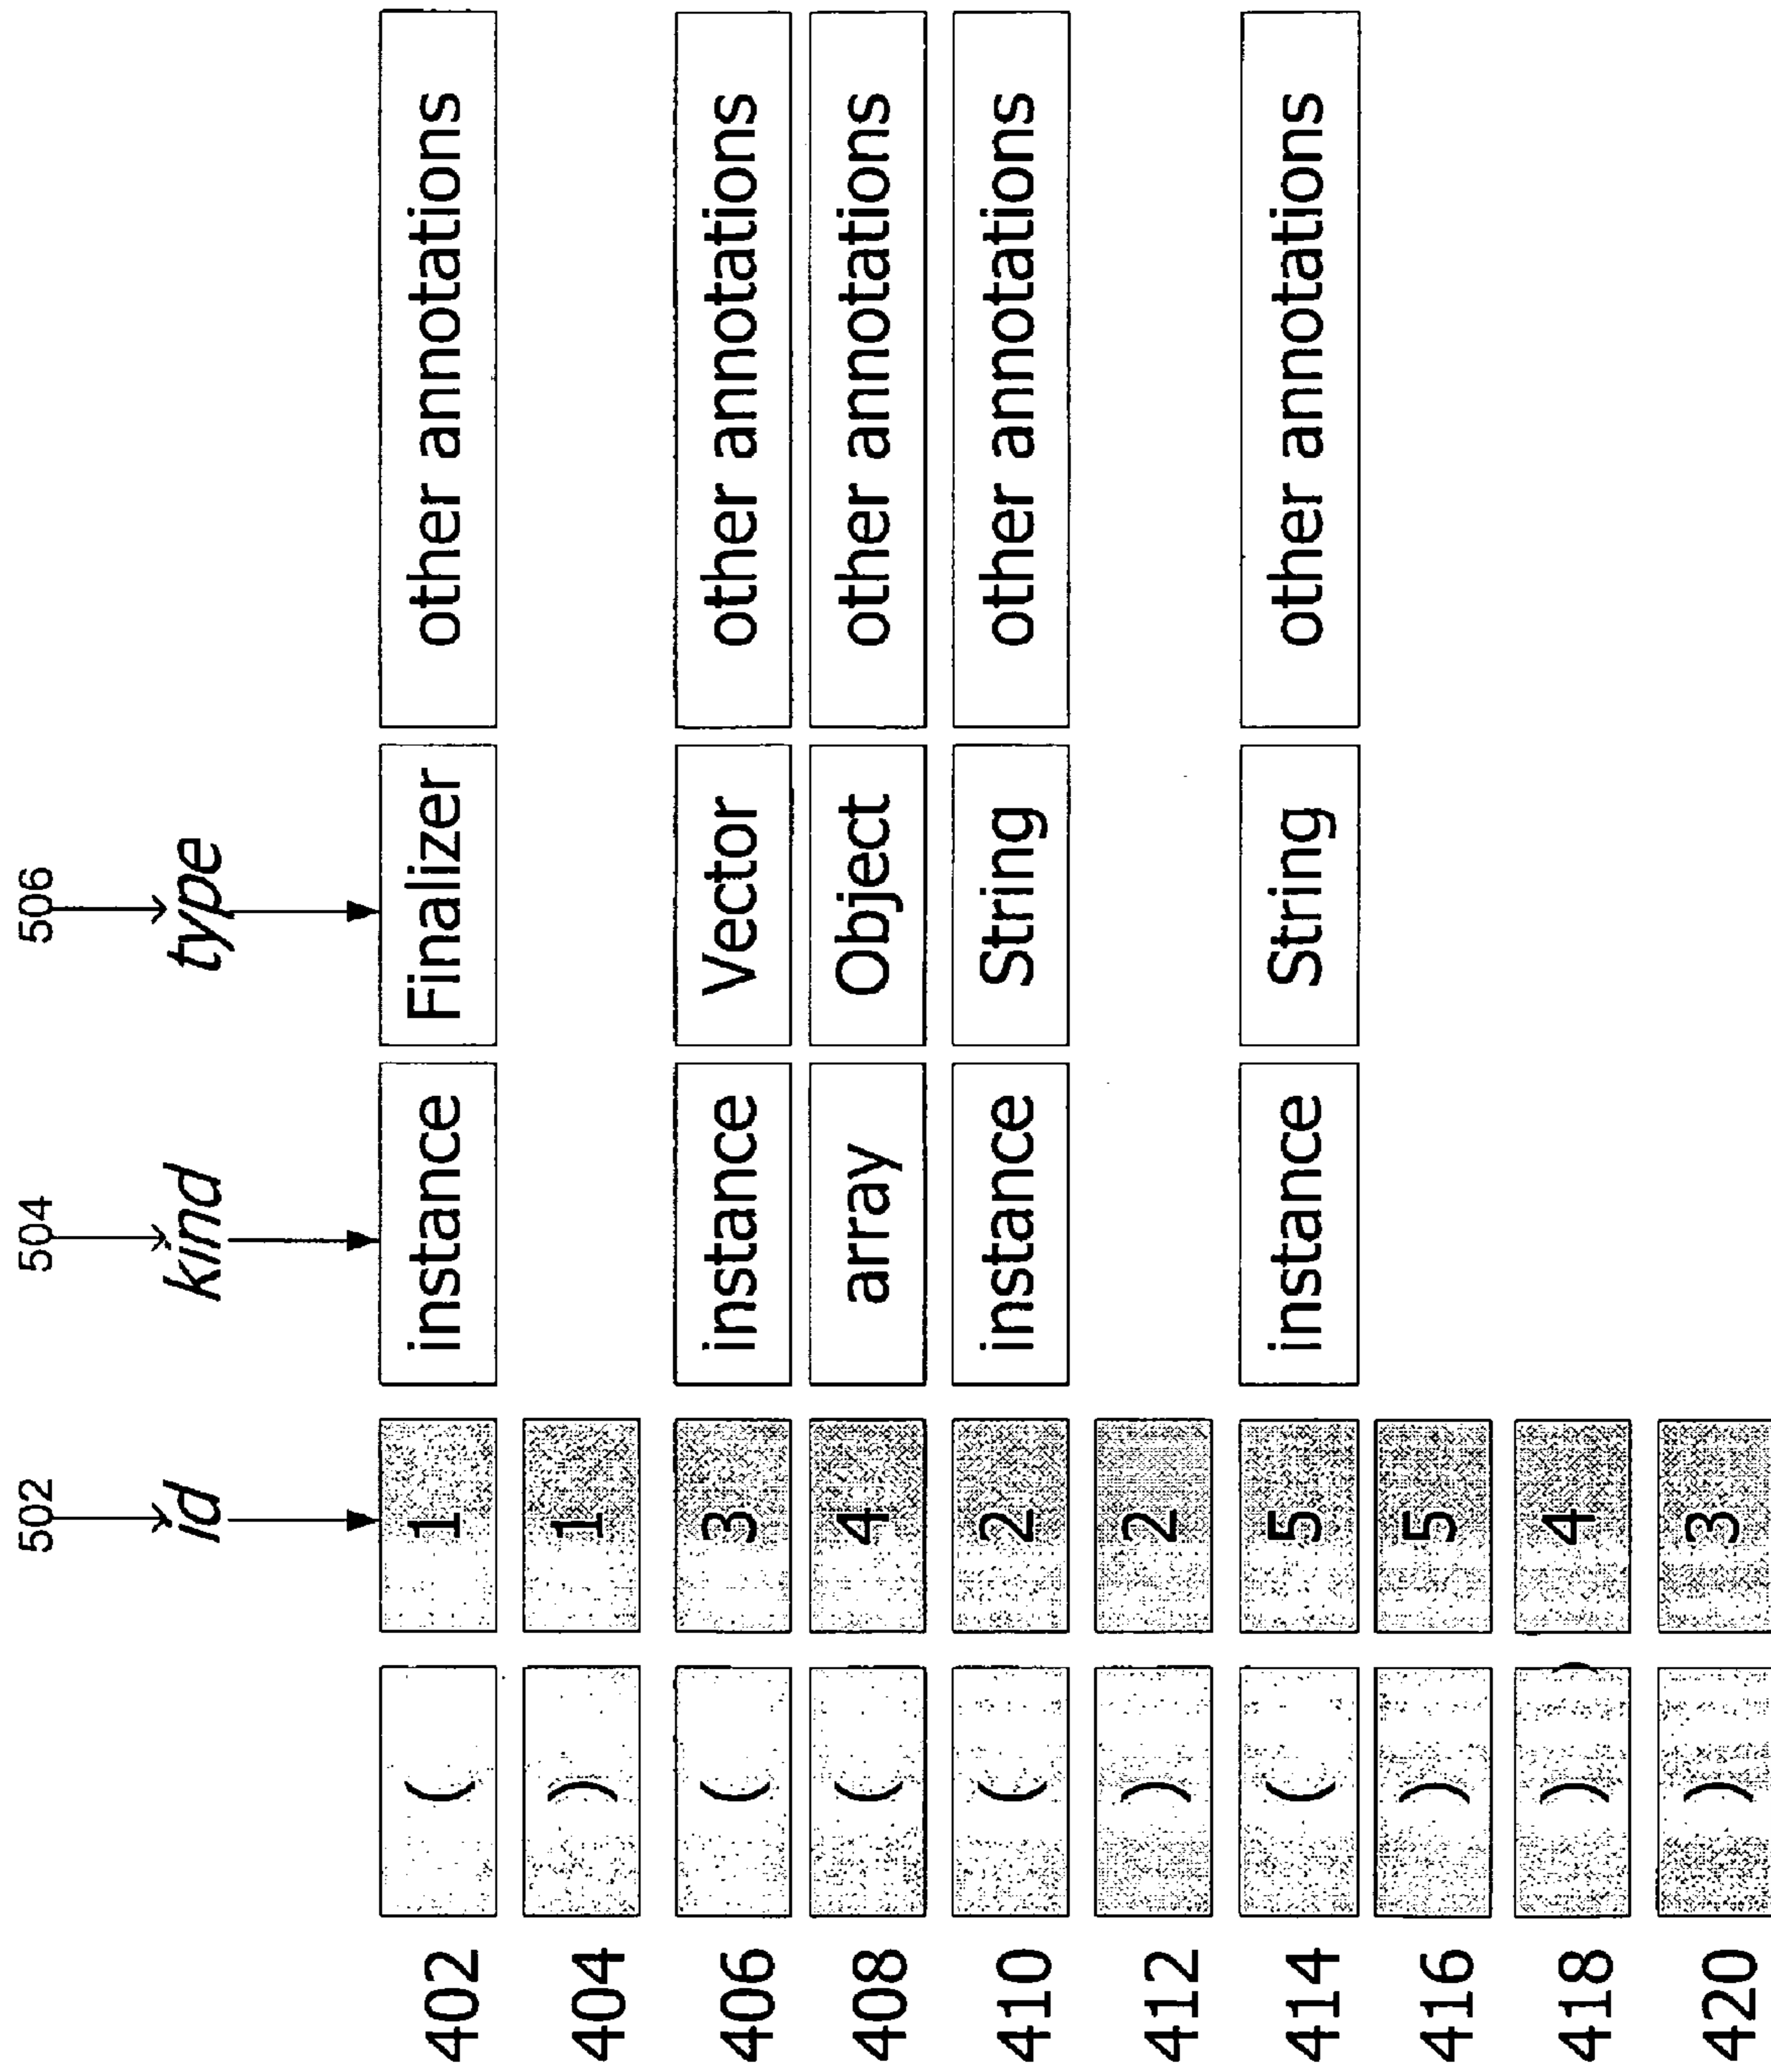 502 504 506
id kind type
402 ( 1 instance Finalizer other annotations
404 ) 1
406 ( 3 instance Vector other annotations
408 ( 4 array Object other annotations
410 ( 2 instance String other annotations
412 ) 2
414 ( 5 instance String other annotations
416 ) 5
418 ) 4
420 ) 3